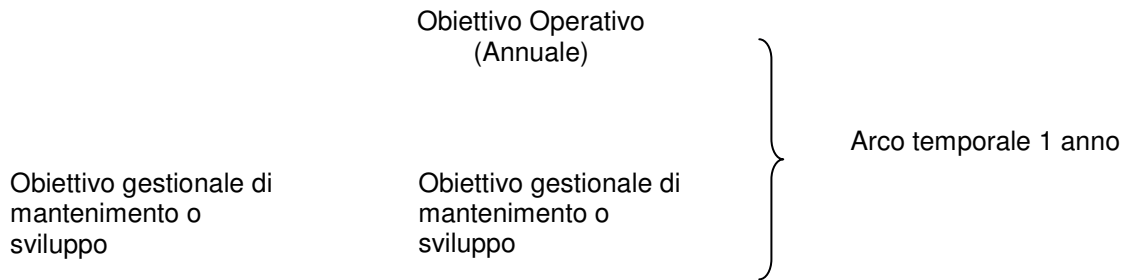 Obiettivo Operativo
(Annuale)
Arco temporale 1 anno
Obiettivo gestionale di
mantenimento o
sviluppo
Obiettivo gestionale di
mantenimento o
sviluppo